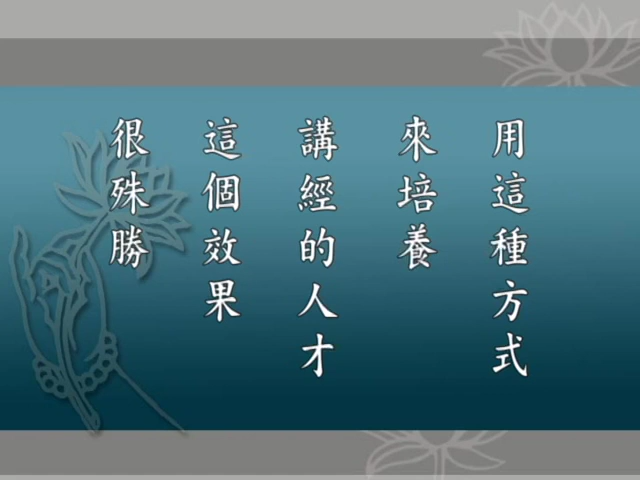 用這種方式
來培養
講經的人才
這個效果
很殊勝